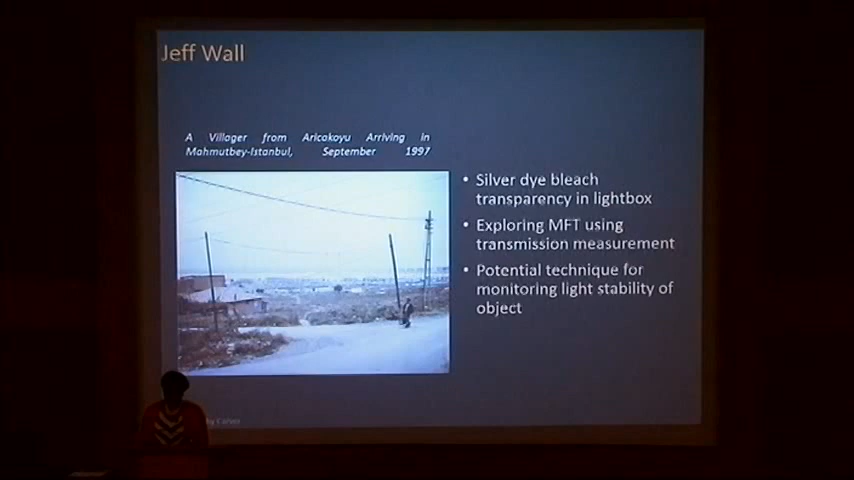 Jeff Wall
A Villager from Aricakoyu Arriving in
Mahmutbey-Istanbul, September 1997
• Silver dye bleach
transparency in lightbox
• Exploring MFT using
transmission measurement
• Potential technique for
monitoring light stability of
object